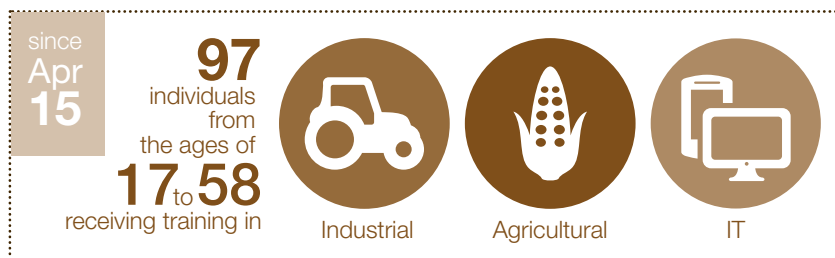 since
Apr
15
97
individuals
from
the ages of
17 to 58
receiving training in
Industrial
Agricultural
IT